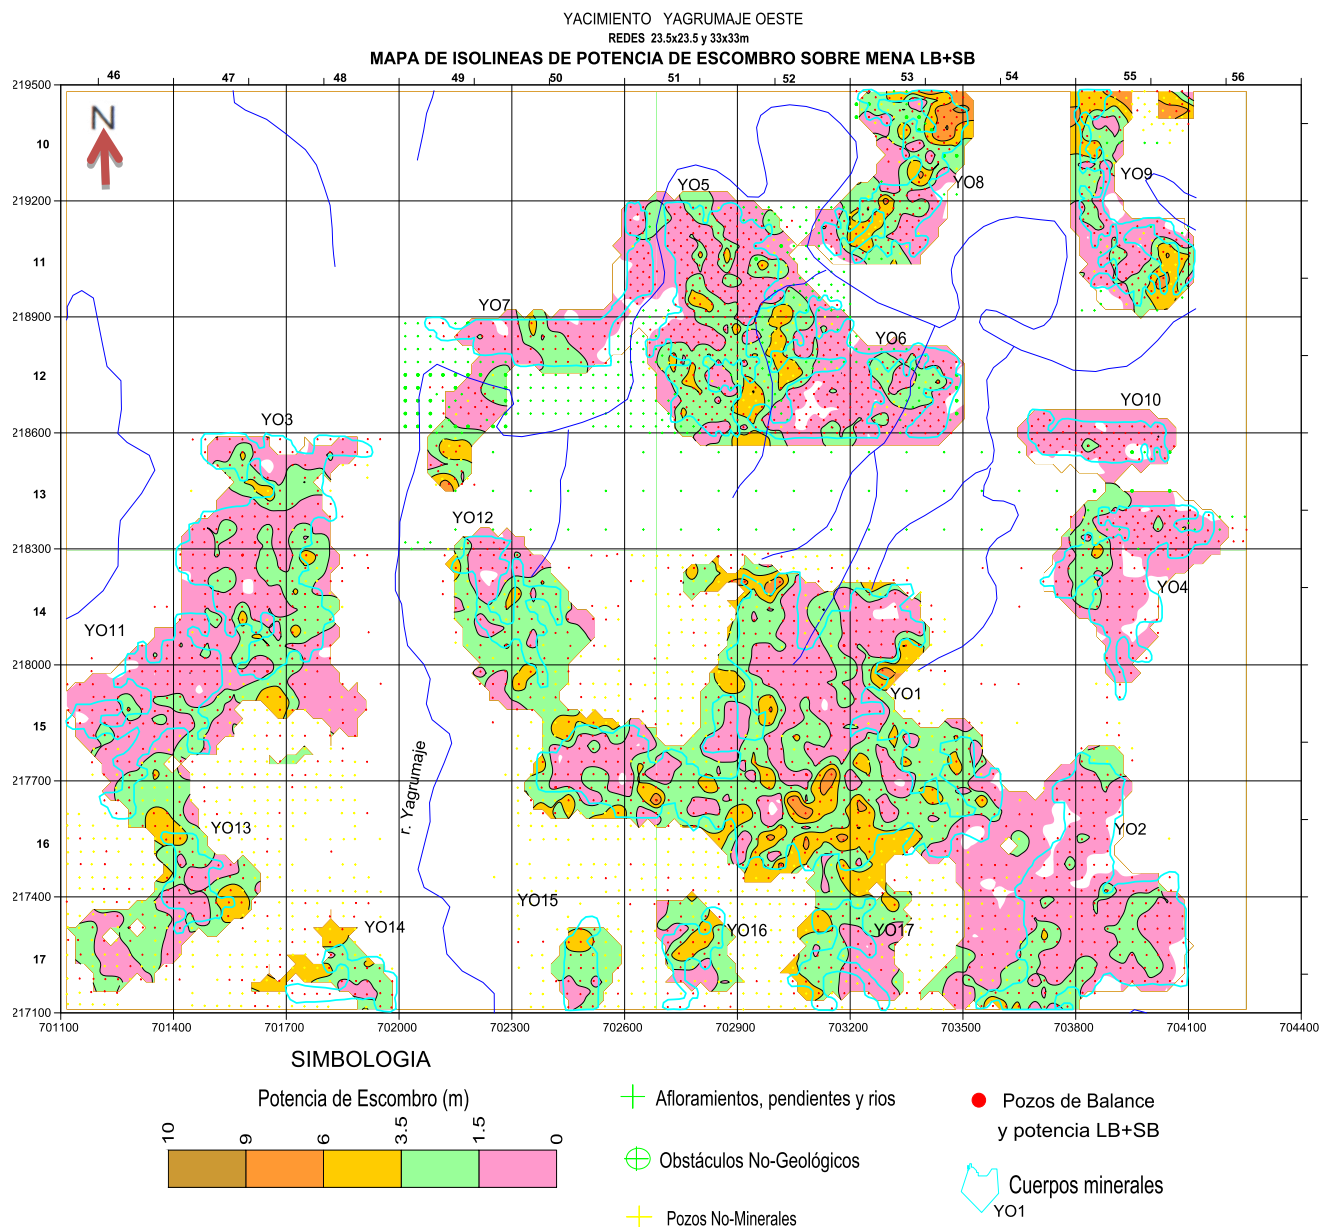 YACIMIENTO YAGRUMAJE OESTE
REDES 23.5x23.5 y 33x33m
MAPA DE ISOLINEAS DE POTENCIA DE ESCOMBRO SOBRE MENA LB+SB
46 47 48 49 50 51 52 53 54 55 56
219500
N
10
YO5 YO8 YO9
219200
11
YO7
218900
YO6
12
YO3 YO10
218600
13
YO12
218300
YO4
14
YO11
218000
YO1
15
r. Yagrumaje
217700
YO13 YO2
16
217400
YO15
YO14 YO16 YO17
17
217100
701100 701400 701700 702000 702300 702600 702900 703200 703500 703800 704100 704400
SIMBOLOGIA
Potencia de Escombro (m)
10 9 6 3.5 1.5 0
Afloramientos, pendientes y rios
Obstáculos No-Geológicos
Pozos No-Minerales
Pozos de Balance
y potencia LB+SB
Cuerpos minerales
YO1